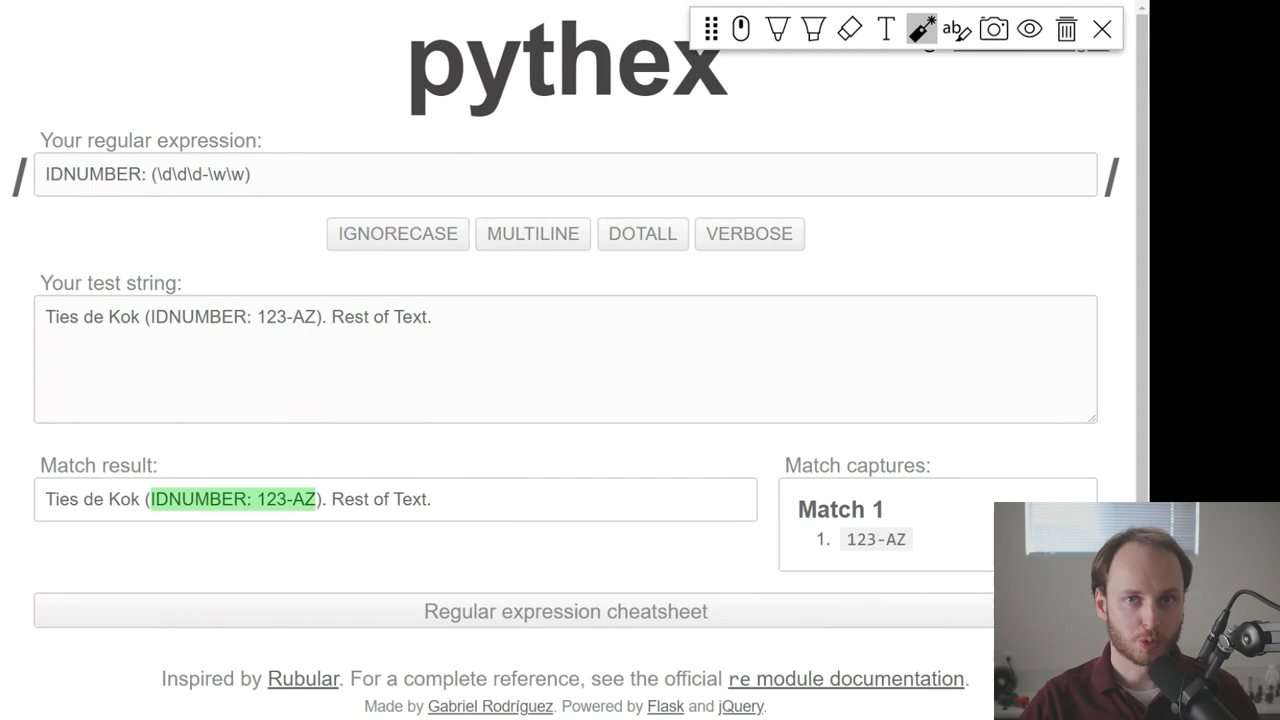 pythex
Your regular expression:
/ IDNUMBER: (\d\d\d-\w\w) /
IGNORECASE MULTILINE DOTALL VERBOSE
Your test string:
Ties de Kok (IDNUMBER: 123-AZ). Rest of Text.
Match result:
Ties de Kok (IDNUMBER: 123-AZ). Rest of Text.
Match captures:
Match 1
1. 123-AZ
Regular expression cheatsheet
Inspired by Rubular. For a complete reference, see the official re module documentation.
Made by Gabriel Rodríguez. Powered by Flask and jQuery.